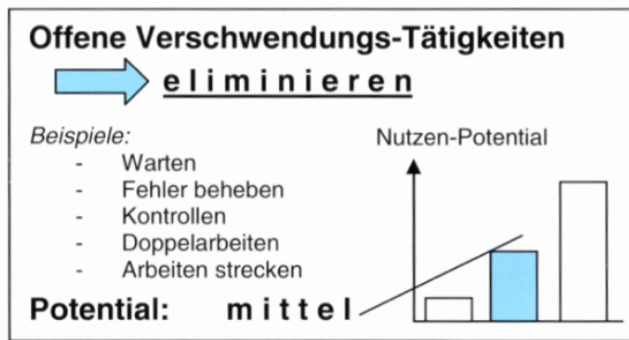 Offene Verschwendungs-Tätigkeiten
eliminieren
Beispiele:
- Warten
- Fehler beheben
- Kontrollen
- Doppelarbeiten
- Arbeiten strecken
Nutzen-Potential
Potential: mittel